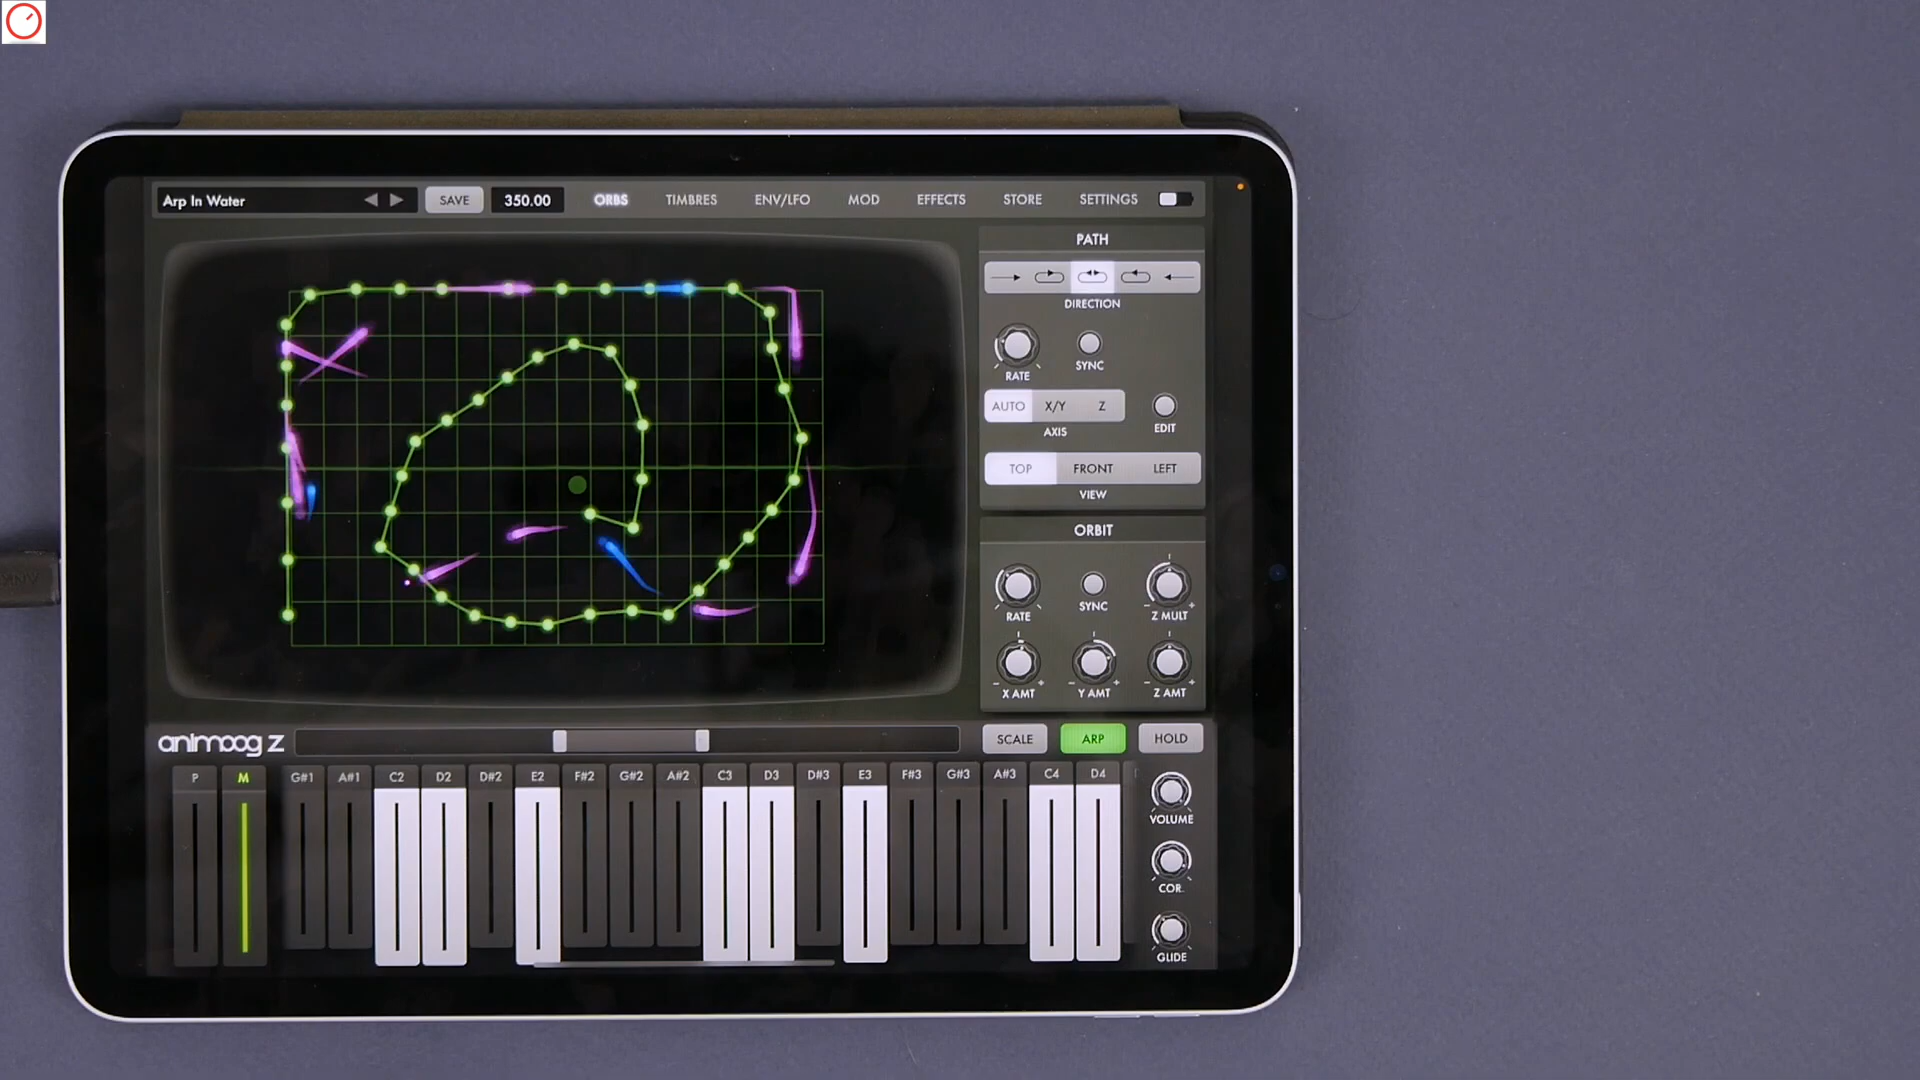 Arp In Water
SAVE
350.00
ORBS
TIMBRES
ENV/LFO
MOD
EFFECTS
STORE
SETTINGS
PATH
DIRECTION
RATE
SYNC
AUTO
X/Y
Z
AXIS
EDIT
TOP
FRONT
LEFT
VIEW
ORBIT
RATE
SYNC
Z MULT
X AMT
Y AMT
Z AMT
animoog z
SCALE
ARP
HOLD
P
M
G#1
A#1
C2
D2
D#2
E2
F#2
G#2
A#2
C3
D3
D#3
E3
F#3
G#3
A#3
C4
D4
VOLUME
COR.
GLIDE